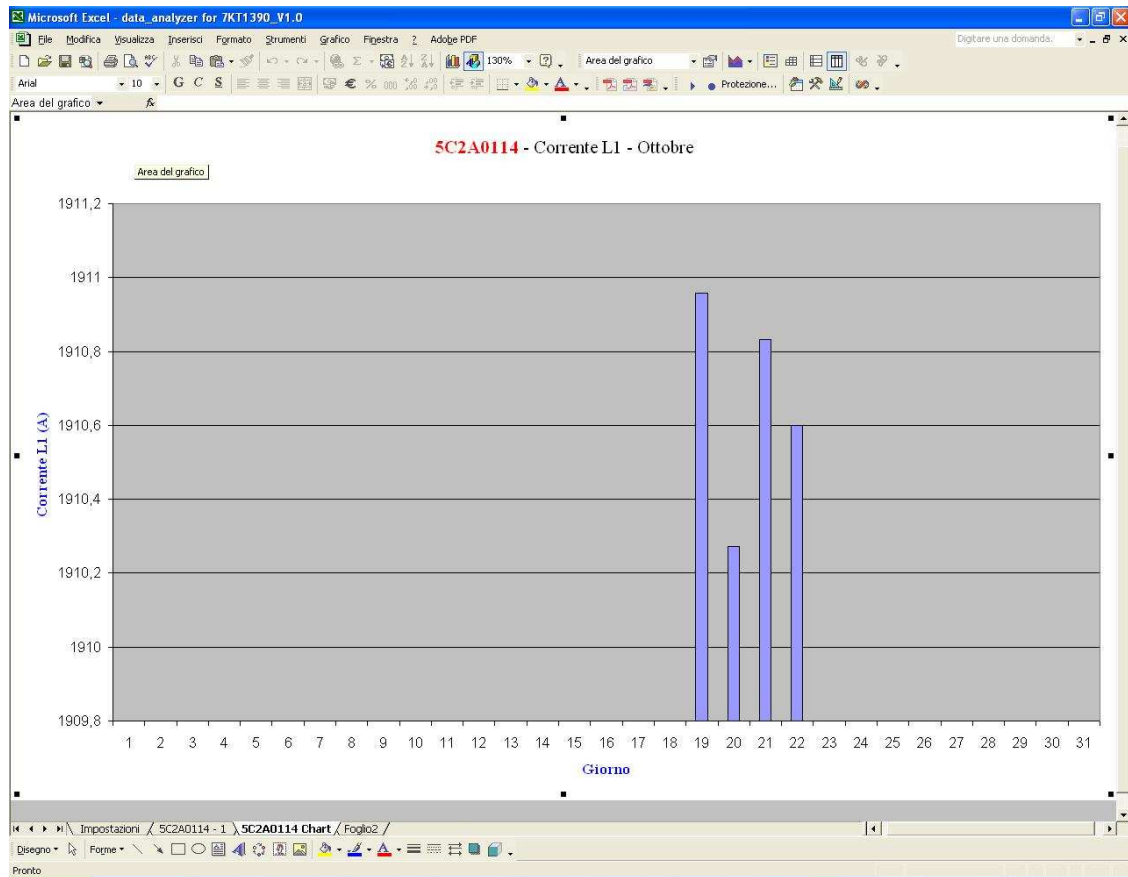 Microsoft Excel - data_analyzer for 7KT1390_V1.0
File Modifica Visualizza Inserisci Formato Strumenti Grafico Finestra ? Adobe PDF
Digitare una domanda.
130%
Area del grafico
Arial
10
G C S
€ % 000
Protezione...
Area del grafico
fx
5C2A0114 - Corrente L1 - Ottobre
Area del grafico
1911,2
1911
1910,8
1910,6
1910,4
1910,2
1910
1909,8
Corrente L1 (A)
1 2 3 4 5 6 7 8 9 10 11 12 13 14 15 16 17 18 19 20 21 22 23 24 25 26 27 28 29 30 31
Giorno
Impostazioni / 5C2A0114 - 1 \ 5C2A0114 Chart / Foglio2 /
Disegno
Forme
Pronto